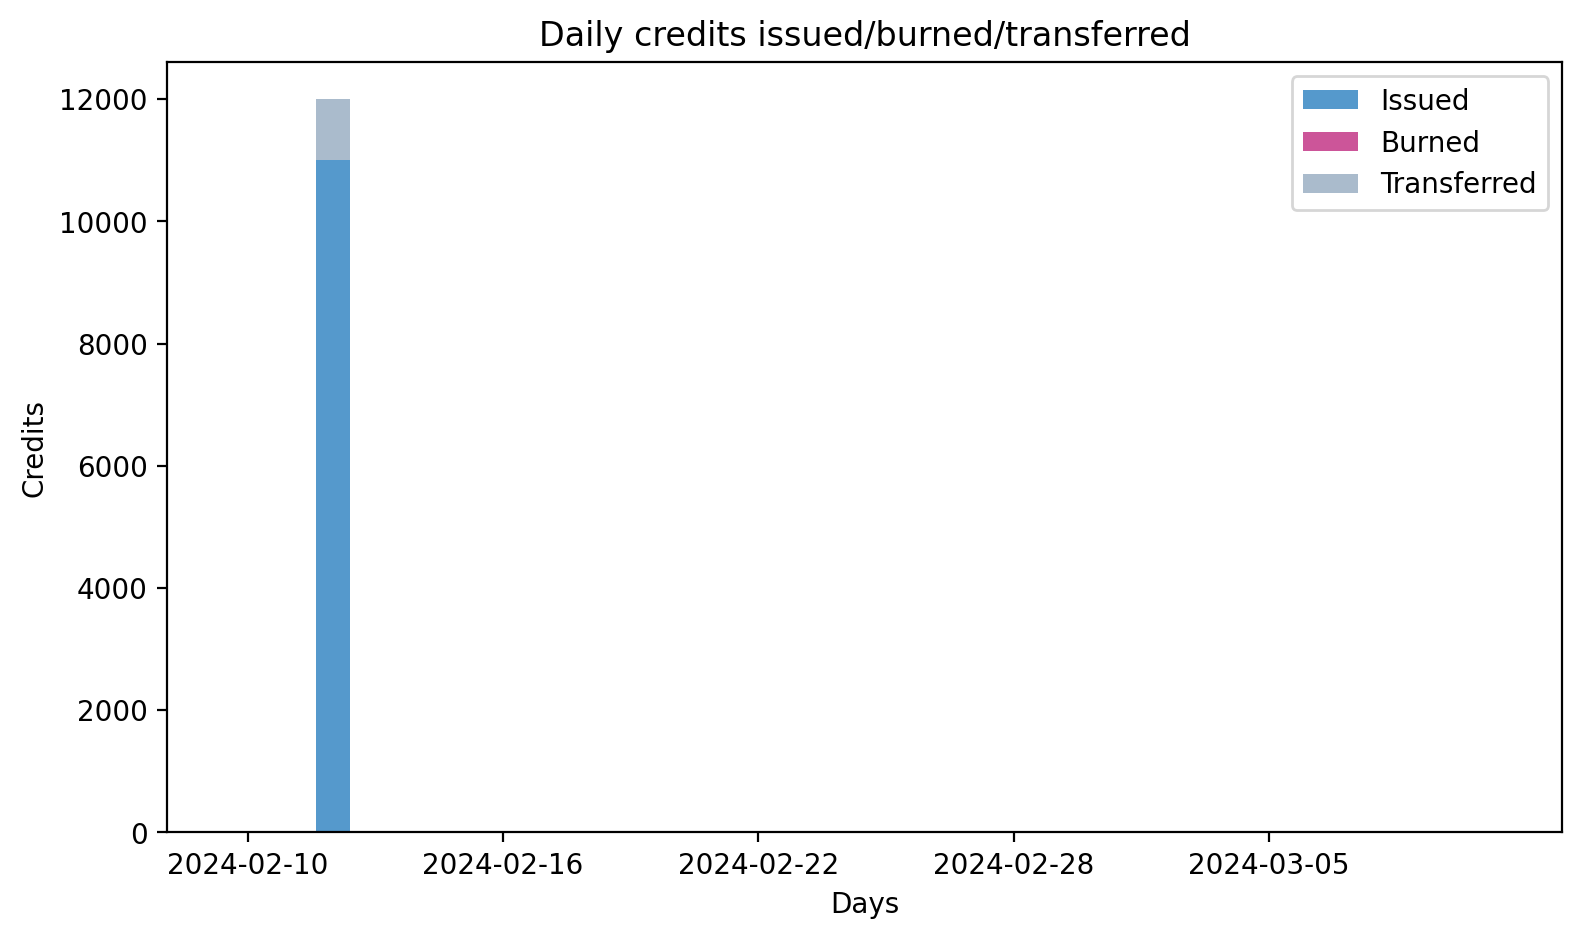 Daily credits issued/burned/transferred
Issued
Burned
Transferred
12000
10000
8000
6000
4000
2000
0
Credits
2024-02-10
2024-02-16
2024-02-22
2024-02-28
2024-03-05
Days